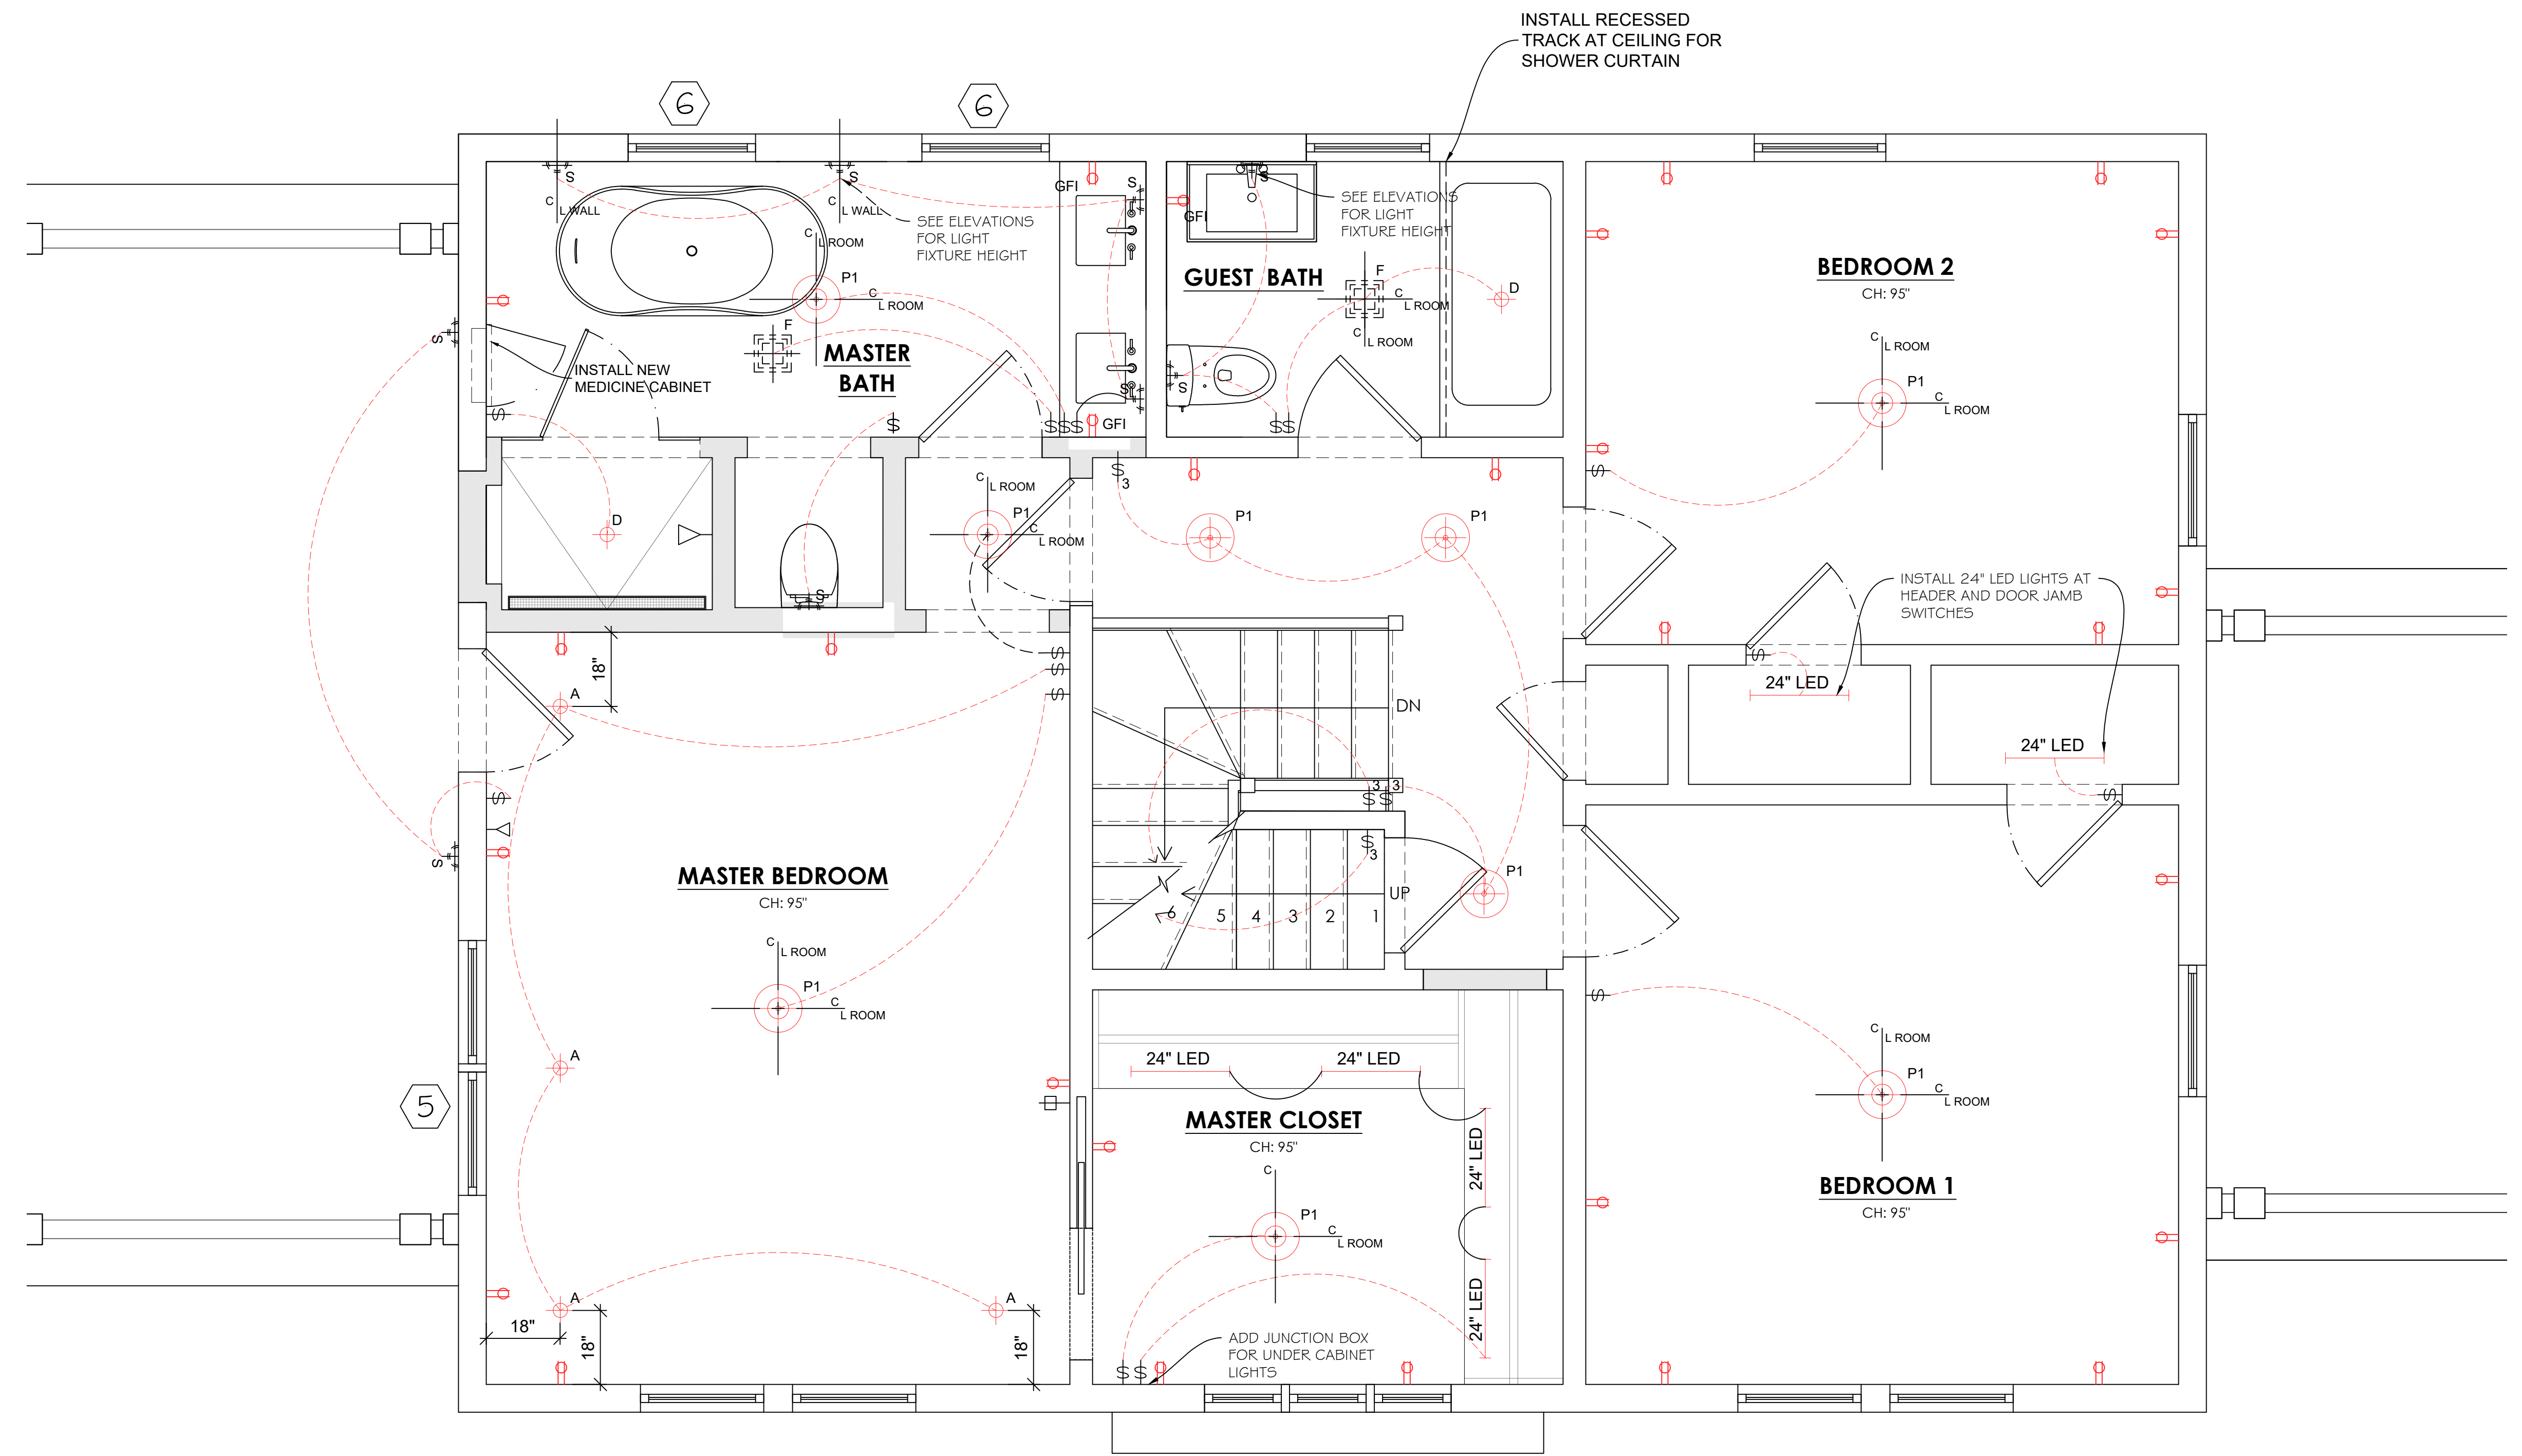 INSTALL RECESSED
TRACK AT CEILING FOR
SHOWER CURTAIN
6
6
S
C
L WALL
S
C
L WALL
SEE ELEVATIONS
FOR LIGHT
FIXTURE HEIGHT
GFI
S
S
GFI
SEE ELEVATIONS
FOR LIGHT
FIXTURE HEIGHT
C
L ROOM
P1
C
L ROOM
F
MASTER
BATH
S
INSTALL NEW
MEDICINE CABINET
$
$
$$$
S
GFI
GUEST BATH
F
C
L ROOM
C
L ROOM
D
S
$$
BEDROOM 2
CH: 95"
C
L ROOM
P1
C
L ROOM
$
D
S
C
L ROOM
P1
C
L ROOM
$
3
P1
P1
INSTALL 24" LED LIGHTS AT
HEADER AND DOOR JAMB
SWITCHES
$
24" LED
24" LED
$
18"
A
$
$
$
DN
3
3
$$
$
3
UP
6
5
4
3
2
1
P1
$
S
MASTER BEDROOM
CH: 95"
C
L ROOM
P1
C
L ROOM
A
5
$
C
L ROOM
P1
C
L ROOM
BEDROOM 1
CH: 95"
24" LED
24" LED
MASTER CLOSET
CH: 95"
24" LED
C
P1
C
L ROOM
24" LED
A
A
18"
18"
18"
$$
ADD JUNCTION BOX
FOR UNDER CABINET
LIGHTS